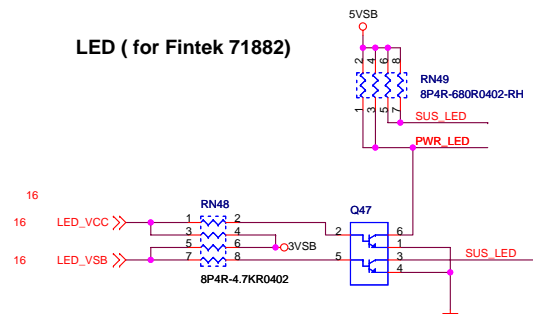 5VSB
LED ( for Fintek 71882)
2 4 6 8
RN49
8P4R-680R0402-RH
1 3 5 7
SUS_LED
PWR_LED
16
RN48
Q47
16 LED_VCC 1 2 2 6
3 4 1
5 6 3VSB 3 SUS_LED
16 LED_VSB 7 8 5 4
8P4R-4.7KR0402